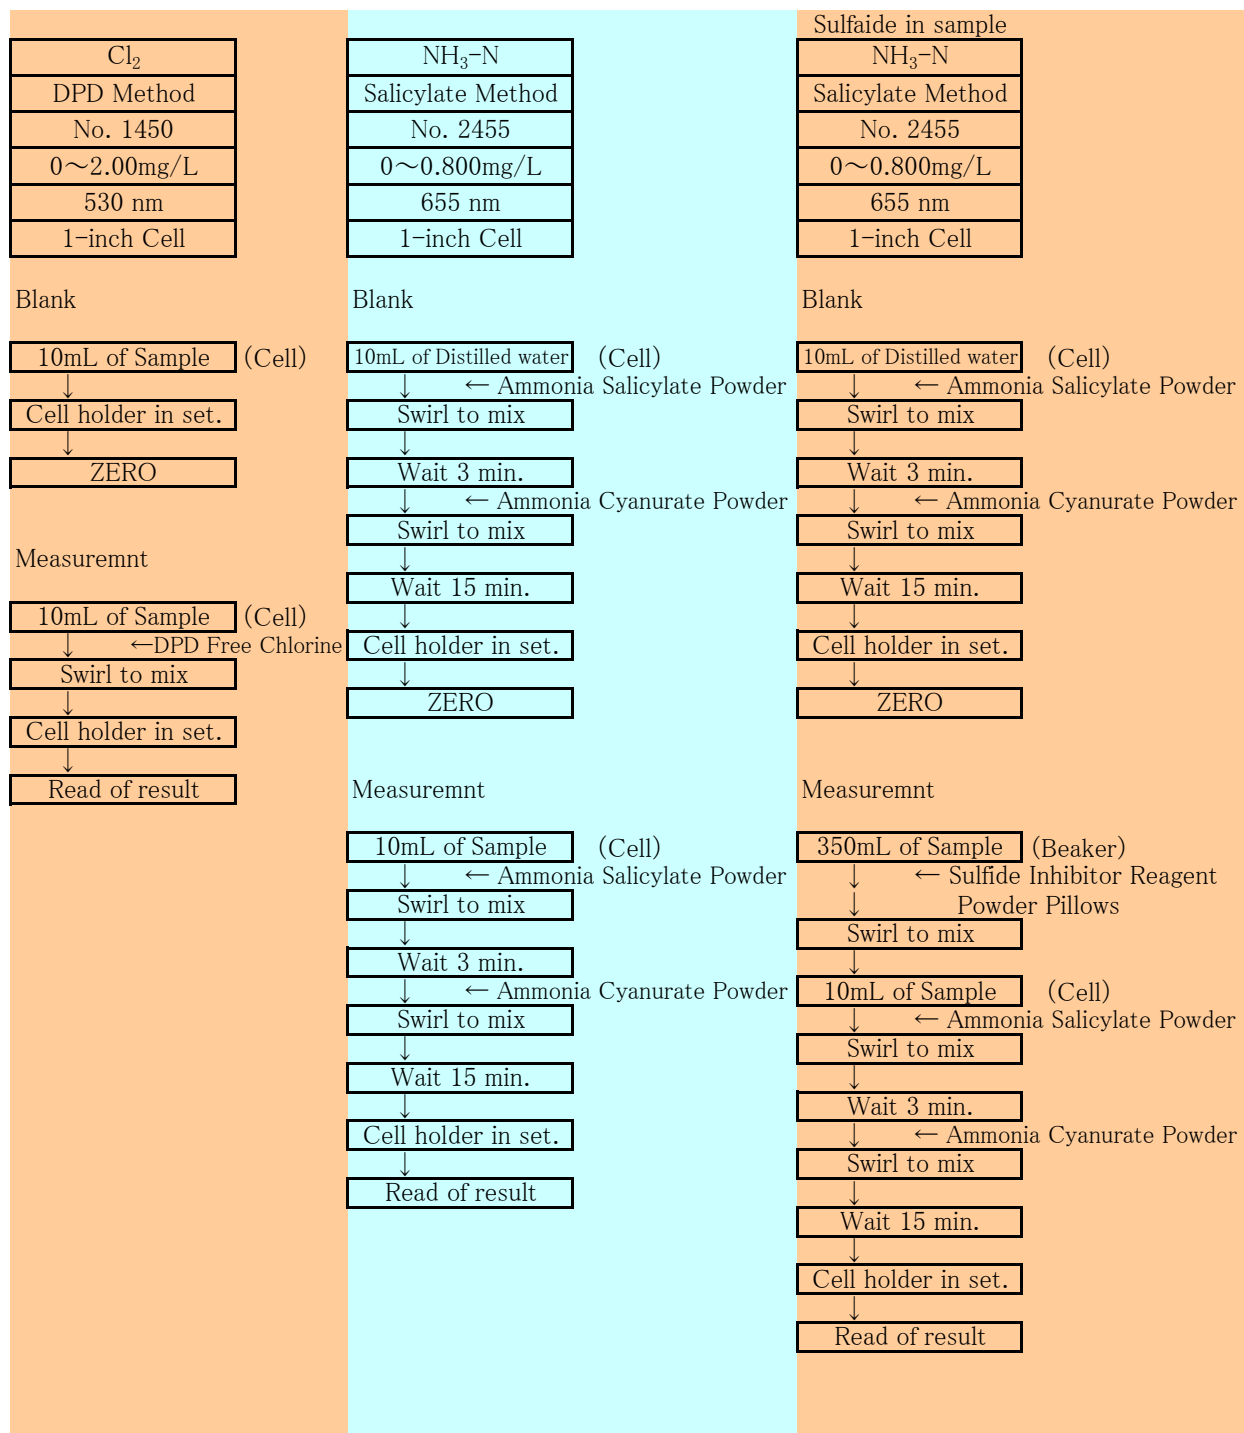 Cl₂
DPD Method
No. 1450
0～2.00mg/L
530 nm
1-inch Cell
Blank
10mL of Sample (Cell)
↓
Cell holder in set.
↓
ZERO
Measuremnt
10mL of Sample (Cell)
↓ ←DPD Free Chlorine
Swirl to mix
↓
Cell holder in set.
↓
Read of result
NH₃-N
Salicylate Method
No. 2455
0～0.800mg/L
655 nm
1-inch Cell
Blank
10mL of Distilled water (Cell)
↓ ← Ammonia Salicylate Powder
Swirl to mix
↓
Wait 3 min.
↓ ← Ammonia Cyanurate Powder
Swirl to mix
↓
Wait 15 min.
↓
Cell holder in set.
↓
ZERO
Measuremnt
10mL of Sample (Cell)
↓ ← Ammonia Salicylate Powder
Swirl to mix
↓
Wait 3 min.
↓ ← Ammonia Cyanurate Powder
Swirl to mix
↓
Wait 15 min.
↓
Cell holder in set.
↓
Read of result
Sulfaide in sample
NH₃-N
Salicylate Method
No. 2455
0～0.800mg/L
655 nm
1-inch Cell
Blank
10mL of Distilled water (Cell)
↓ ← Ammonia Salicylate Powder
Swirl to mix
↓
Wait 3 min.
↓ ← Ammonia Cyanurate Powder
Swirl to mix
↓
Wait 15 min.
↓
Cell holder in set.
↓
ZERO
Measuremnt
350mL of Sample (Beaker)
↓ ← Sulfide Inhibitor Reagent
↓ Powder Pillows
Swirl to mix
↓
10mL of Sample (Cell)
↓ ← Ammonia Salicylate Powder
Swirl to mix
↓
Wait 3 min.
↓ ← Ammonia Cyanurate Powder
Swirl to mix
↓
Wait 15 min.
↓
Cell holder in set.
↓
Read of result